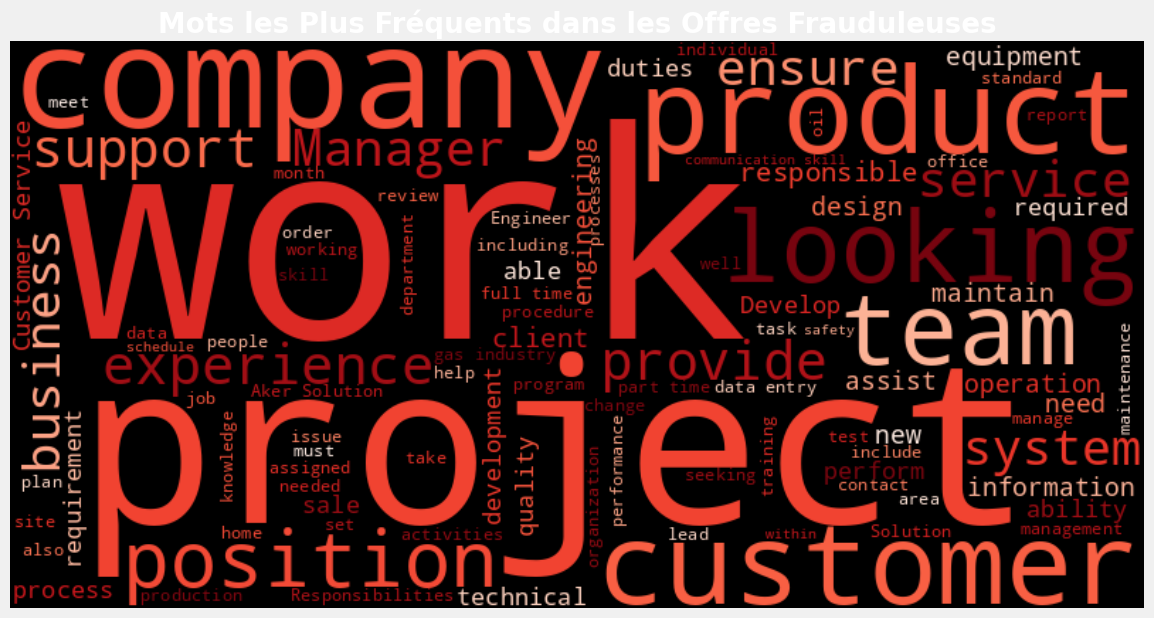 Mots les Plus Fréquents dans les Offres Frauduleuses
company
individual
equipment
duties
ensure
standard
meet
product
oil
report
support
Manager
month
communication skill
office
responsible
service
Customer Service
work
review
engineering
processes
design
required
order
Engineer
department
working
including
looking
skill
able
well
business
full time
procedure
Develop
maintain
data
schedule
people
client
task
safety
team
maintenance
experience
gas industry
help
provide
Aker Solution
program
part time
data entry
assist
operation
job
change
need
manage
project
development
requirement
knowledge
issue
must
take
quality
performance
training
test
new
include
system
assigned
needed
seeking
perform
contact
information
plan
sale
organization
area
ability
site
set
home
activities
lead
within
Solution
management
also
position
customer
process
production
Responsibilities
technical